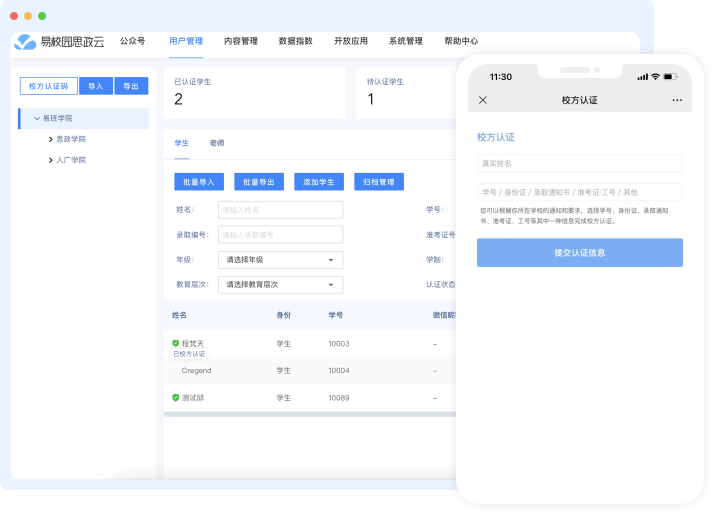 易校园思政云 公众号 用户管理 内容管理 数据指数 开放应用 系统管理 帮助中心
校方认证码 导入 导出
易班学院
思政学院
人广学院
已认证学生
2
待认证学生
1
学生 老师
批量导入 批量导出 添加学生 归档管理
姓名： 请输入姓名 学号：
录取编号： 请输入录取编号 准考证号
年级： 请选择年级 学制：
教育层次： 请选择教育层次 认证状态
姓名 身份 学号 微信昵
程梵天 学生 10003 –
已校方认证
Cregend 学生 10004 –
测试邱 学生 10089 –
11:30
校方认证
校方认证
真实姓名
学号 / 身份证 / 录取通知书 / 准考证·工号 / 其他
您可以根据你所在学校的通知和要求，选择学号、身份证、录取通知
书、准考证、工号等其中一种信息完成校方认证。
提交认证信息